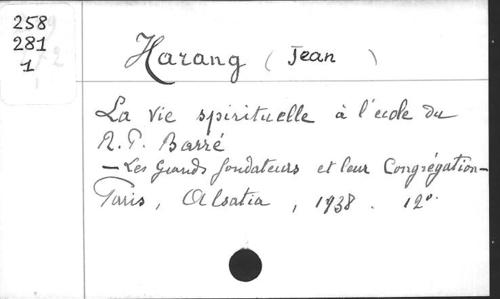 258
281
1
Harang (Jean)
La vie spirituelle à l'école du
R.P. Barré
— Les Grands fondateurs et leur Congrégation —
Paris, Alsatia, 1938. 12°.